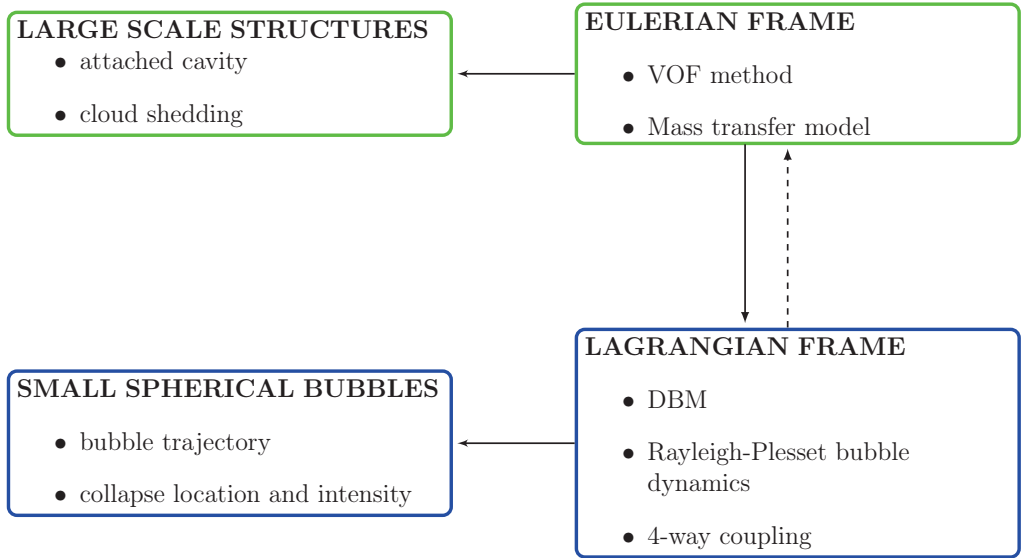 LARGE SCALE STRUCTURES
• attached cavity
• cloud shedding
EULERIAN FRAME
• VOF method
• Mass transfer model
SMALL SPHERICAL BUBBLES
• bubble trajectory
• collapse location and intensity
LAGRANGIAN FRAME
• DBM
• Rayleigh-Plesset bubble
dynamics
• 4-way coupling